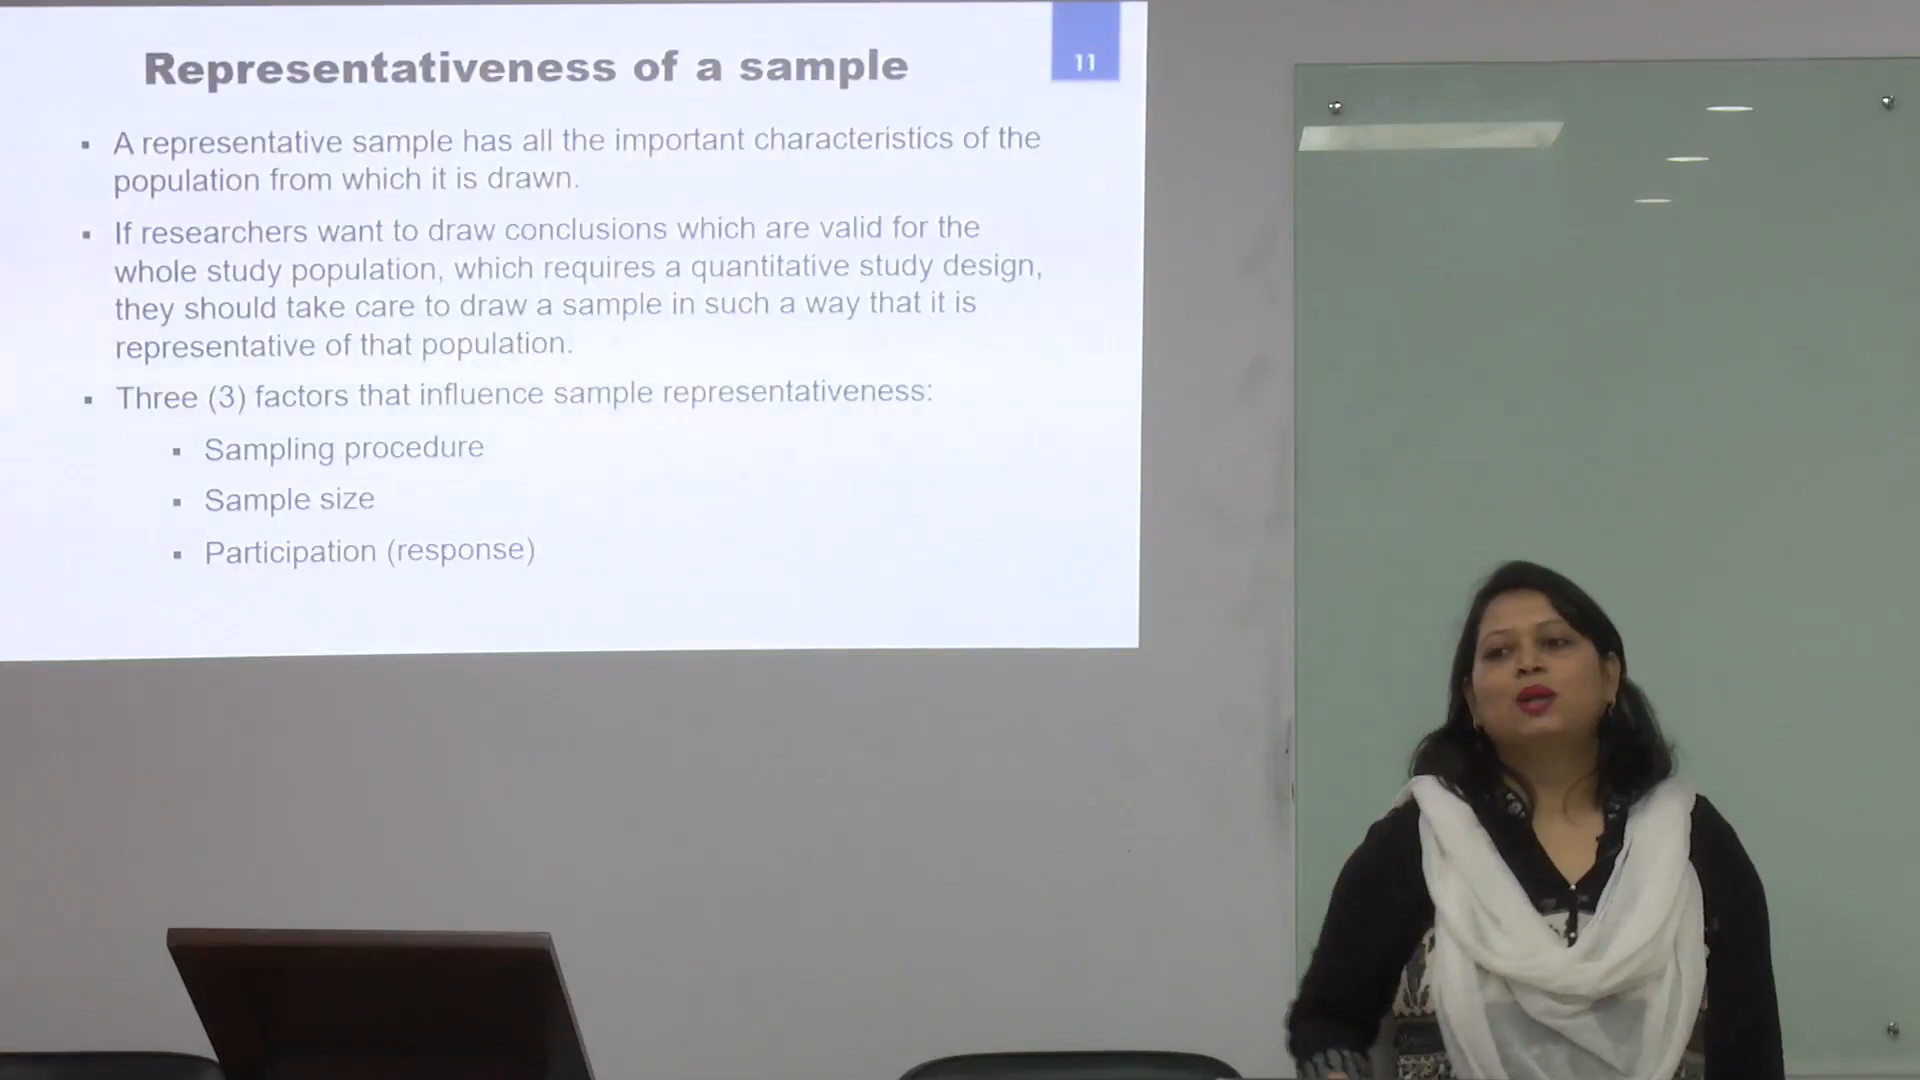 Representativeness of a sample
11
▪ A representative sample has all the important characteristics of the
population from which it is drawn.
▪ If researchers want to draw conclusions which are valid for the
whole study population, which requires a quantitative study design,
they should take care to draw a sample in such a way that it is
representative of that population.
▪ Three (3) factors that influence sample representativeness:
▪ Sampling procedure
▪ Sample size
▪ Participation (response)